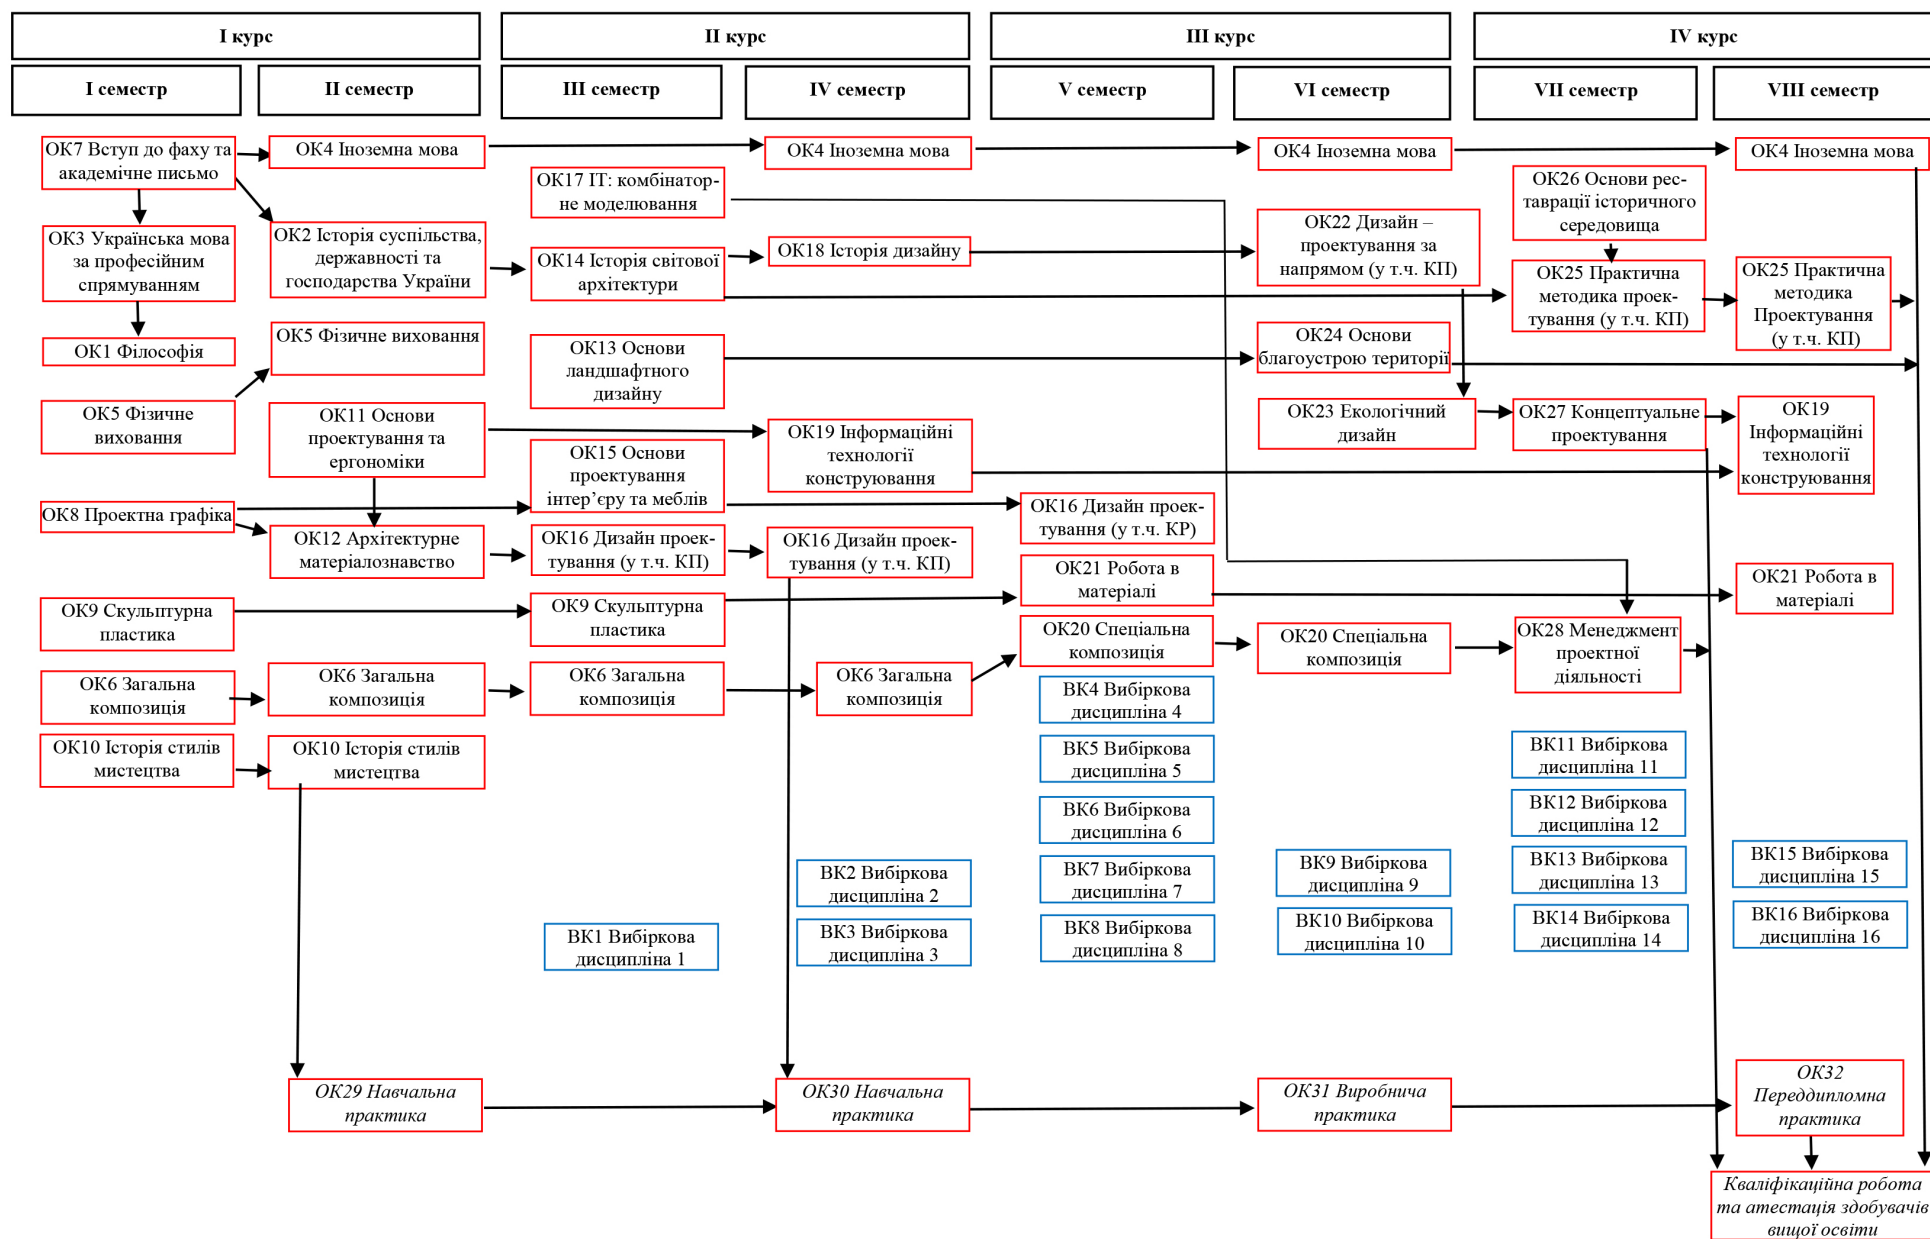 I курс
II курс
III курс
IV курс
I семестр
II семестр
III семестр
IV семестр
V семестр
VI семестр
VII семестр
VIII семестр
ОК7 Вступ до фаху та
академічне письмо
ОК3 Українська мова
за професійним
спрямуванням
ОК1 Філософія
ОК5 Фізичне
виховання
ОК8 Проектна графіка
ОК9 Скульптурна
пластика
ОК6 Загальна
композиція
ОК10 Історія стилів
мистецтва
ОК4 Іноземна мова
ОК2 Історія суспільства,
державності та
господарства України
ОК5 Фізичне виховання
ОК11 Основи
проектування та
ергономіки
ОК12 Архітектурне
матеріалознавство
ОК6 Загальна
композиція
ОК10 Історія стилів
мистецтва
ОК29 Навчальна
практика
ОК17 ІТ: комбінатор-
не моделювання
ОК14 Історія світової
архітектури
ОК13 Основи
ландшафтного
дизайну
ОК15 Основи
проектування
інтер’єру та меблів
ОК16 Дизайн проек-
тування (у т.ч. КП)
ОК9 Скульптурна
пластика
ОК6 Загальна
композиція
ВК1 Вибіркова
дисципліна 1
ОК4 Іноземна мова
ОК18 Історія дизайну
ОК19 Інформаційні
технології
конструювання
ОК16 Дизайн проек-
тування (у т.ч. КП)
ОК6 Загальна
композиція
ВК2 Вибіркова
дисципліна 2
ВК3 Вибіркова
дисципліна 3
ОК30 Навчальна
практика
ОК16 Дизайн проек-
тування (у т.ч. КР)
ОК21 Робота в
матеріалі
ОК20 Спеціальна
композиція
ВК4 Вибіркова
дисципліна 4
ВК5 Вибіркова
дисципліна 5
ВК6 Вибіркова
дисципліна 6
ВК7 Вибіркова
дисципліна 7
ВК8 Вибіркова
дисципліна 8
ОК4 Іноземна мова
ОК22 Дизайн –
проектування за
напрямом (у т.ч. КП)
ОК24 Основи
благоустрою території
ОК23 Екологічний
дизайн
ОК20 Спеціальна
композиція
ВК9 Вибіркова
дисципліна 9
ВК10 Вибіркова
дисципліна 10
ОК31 Виробнича
практика
ОК26 Основи рес-
таврації історичного
середовища
ОК25 Практична
методика проек-
тування (у т.ч. КП)
ОК27 Концептуальне
проектування
ОК28 Менеджмент
проектної
діяльності
ВК11 Вибіркова
дисципліна 11
ВК12 Вибіркова
дисципліна 12
ВК13 Вибіркова
дисципліна 13
ВК14 Вибіркова
дисципліна 14
ОК4 Іноземна мова
ОК25 Практична
методика
Проектування
(у т.ч. КП)
ОК19
Інформаційні
технології
конструювання
ОК21 Робота в
матеріалі
ВК15 Вибіркова
дисципліна 15
ВК16 Вибіркова
дисципліна 16
ОК32
Переддипломна
практика
Кваліфікаційна робота
та атестація здобувачів
вищої освіти